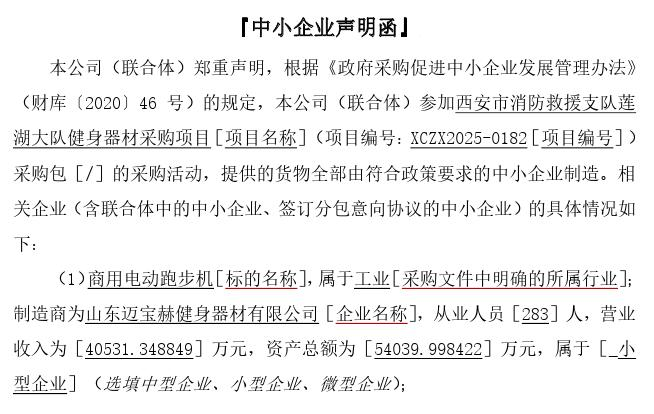 『中小企业声明函』
本公司（联合体）郑重声明，根据《政府采购促进中小企业发展管理办法》
（财库〔2020〕46 号）的规定，本公司（联合体）参加西安市消防救援支队莲
湖大队健身器材采购项目[项目名称]（项目编号：XCZX2025-0182[项目编号]）
采购包[/]的采购活动，提供的货物全部由符合政策要求的中小企业制造。相
关企业（含联合体中的中小企业、签订分包意向协议的中小企业）的具体情况如
下：
（1）商用电动跑步机[标的名称]，属于工业[采购文件中明确的所属行业]；
制造商为山东迈宝赫健身器材有限公司[企业名称]，从业人员[283]人，营业
收入为[40531.348849]万元，资产总额为[54039.998422]万元，属于[_小
型企业]（选填中型企业、小型企业、微型企业）；